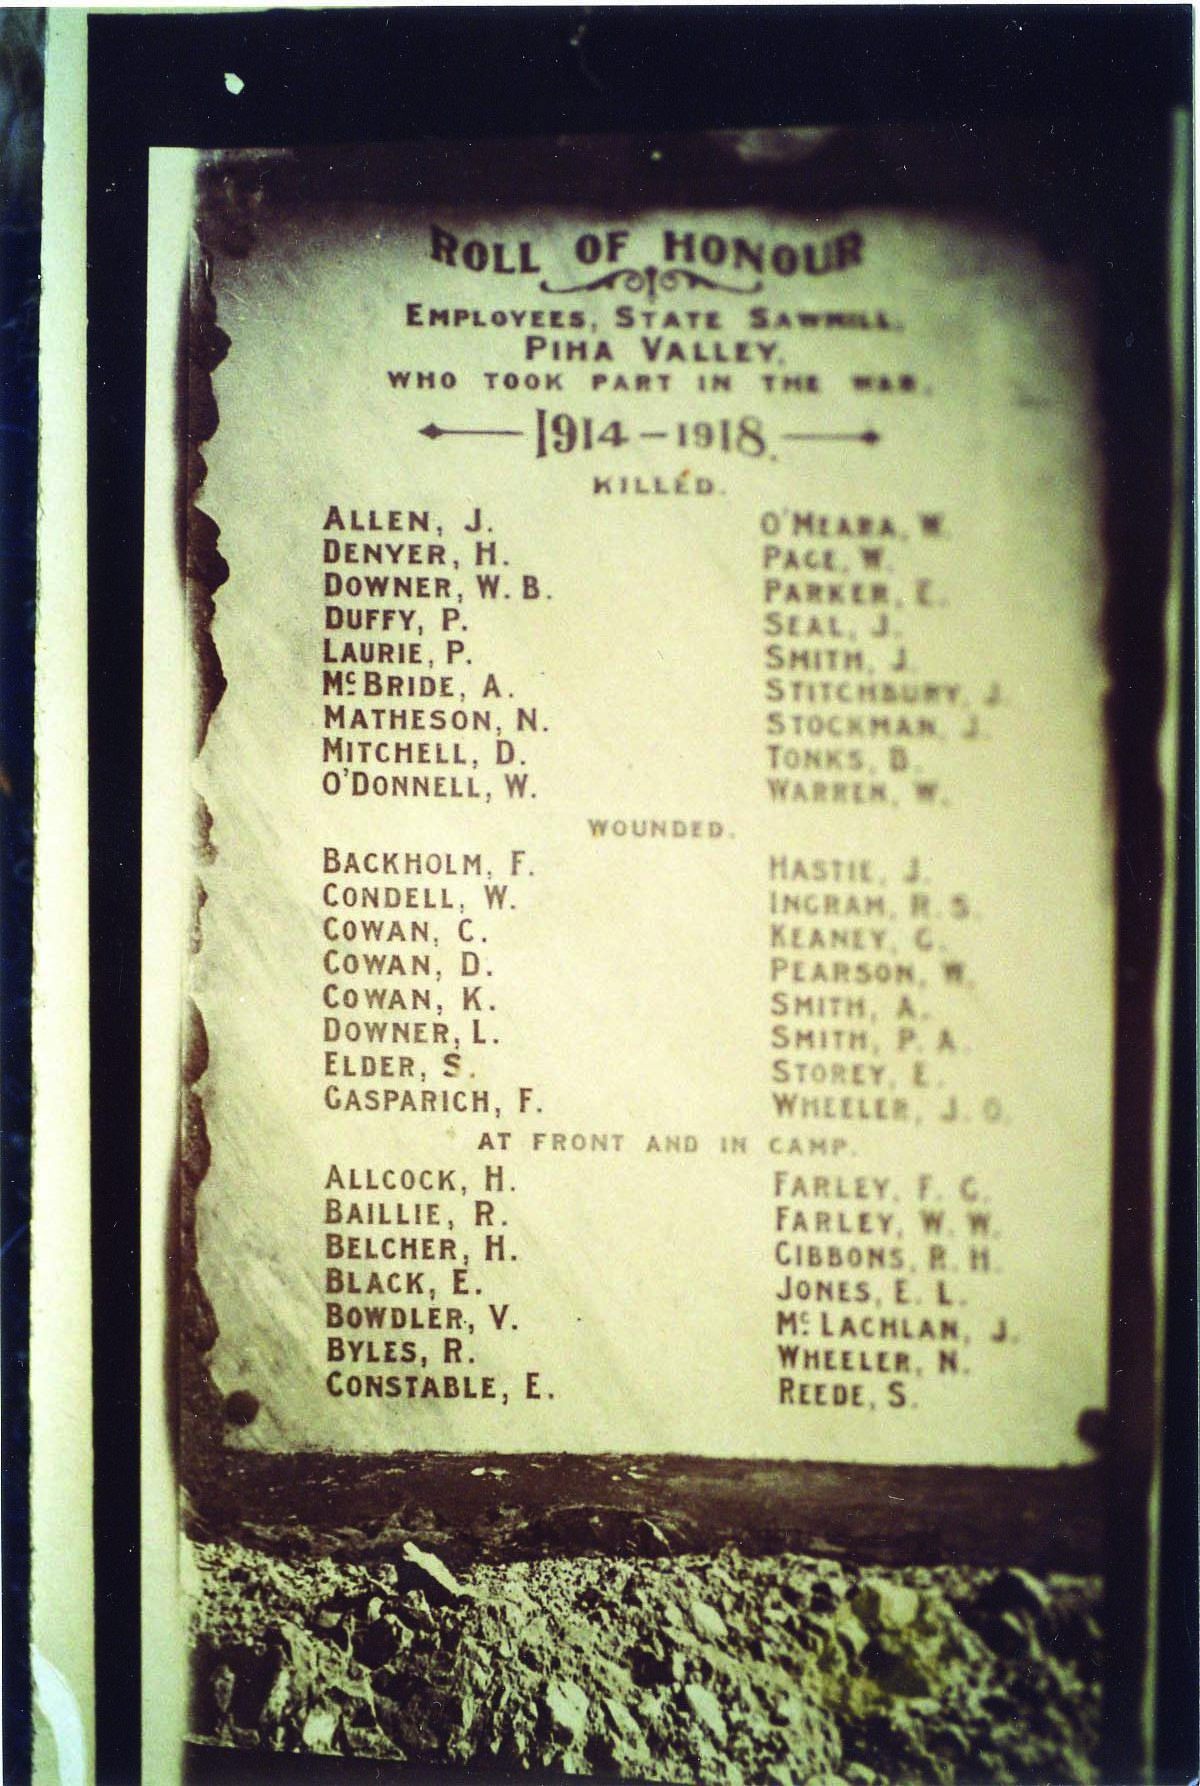 ROLL OF HONOUR
EMPLOYEES, STATE SAWMILL.
PIHA VALLEY.
WHO TOOK PART IN THE WAR.
1914 – 1918.
KILLED.
ALLEN, J. O'MEARA, W.
DENYER, H. PAGE, W.
DOWNER, W. B. PARKER, E.
DUFFY, P. SEAL, J.
LAURIE, P. SMITH, J.
McBRIDE, A. STITCHBURY, J.
MATHESON, N. STOCKMAN, J.
MITCHELL, D. TONKS, B.
O'DONNELL, W. WARREN, W.
WOUNDED.
BACKHOLM, F. HASTIE, J.
CONDELL, W. INGRAM, R. S.
COWAN, C. KEANEY, G.
COWAN, D. PEARSON, W.
COWAN, K. SMITH, A.
DOWNER, L. SMITH, P. A.
ELDER, S. STOREY, E.
GASPARICH, F. WHEELER, J. O.
AT FRONT AND IN CAMP.
ALLCOCK, H. FARLEY, F. G.
BAILLIE, R. FARLEY, W. W.
BELCHER, H. GIBBONS, R. H.
BLACK, E. JONES, E. L.
BOWDLER, V. McLACHLAN, J.
BYLES, R. WHEELER, N.
CONSTABLE, E. REEDE, S.